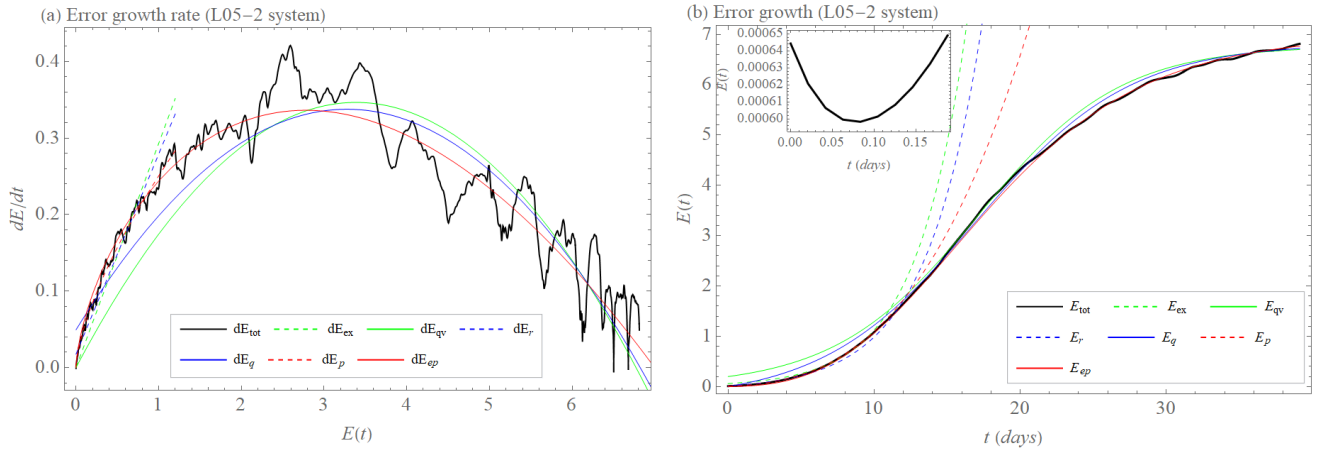 (a) Error growth rate (L05−2 system)
dE/dt
0.4
0.3
0.2
0.1
0.0
dE_tot dE_ex dE_qv dE_r
dE_q dE_p dE_ep
0 1 2 3 4 5 6
E(t)
(b) Error growth (L05−2 system)
E(t)
7
6
5
4
3
2
1
0
E(t)
0.00065
0.00064
0.00063
0.00062
0.00061
0.00060
0.00 0.05 0.10 0.15
t (days)
E_tot E_ex E_qv
E_r E_q E_p
E_ep
0 10 20 30
t (days)